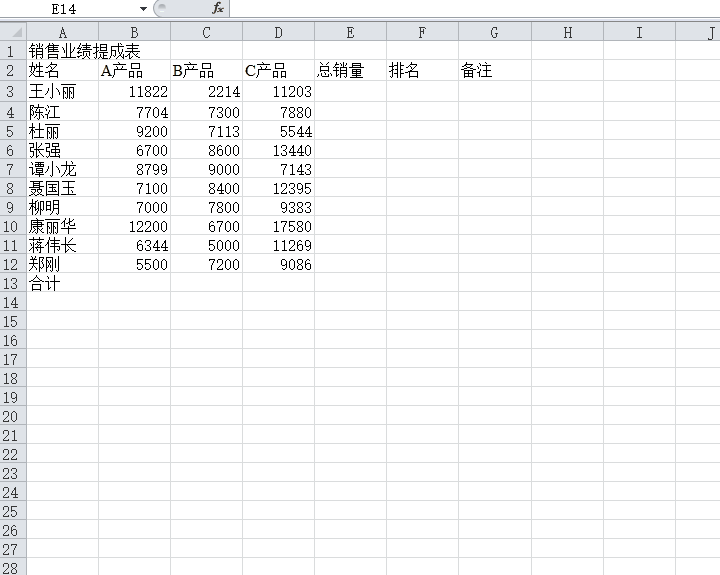 E14 fx
A B C D E F G H I J
1 销售业绩提成表
2 姓名 A产品 B产品 C产品 总销量 排名 备注
3 王小丽 11822 2214 11203
4 陈江 7704 7300 7880
5 杜丽 9200 7113 5544
6 张强 6700 8600 13440
7 谭小龙 8799 9000 7143
8 聂国玉 7100 8400 12395
9 柳明 7000 7800 9383
10 康丽华 12200 6700 17580
11 蒋伟长 6344 5000 11269
12 郑刚 5500 7200 9086
13 合计
14
15
16
17
18
19
20
21
22
23
24
25
26
27
28